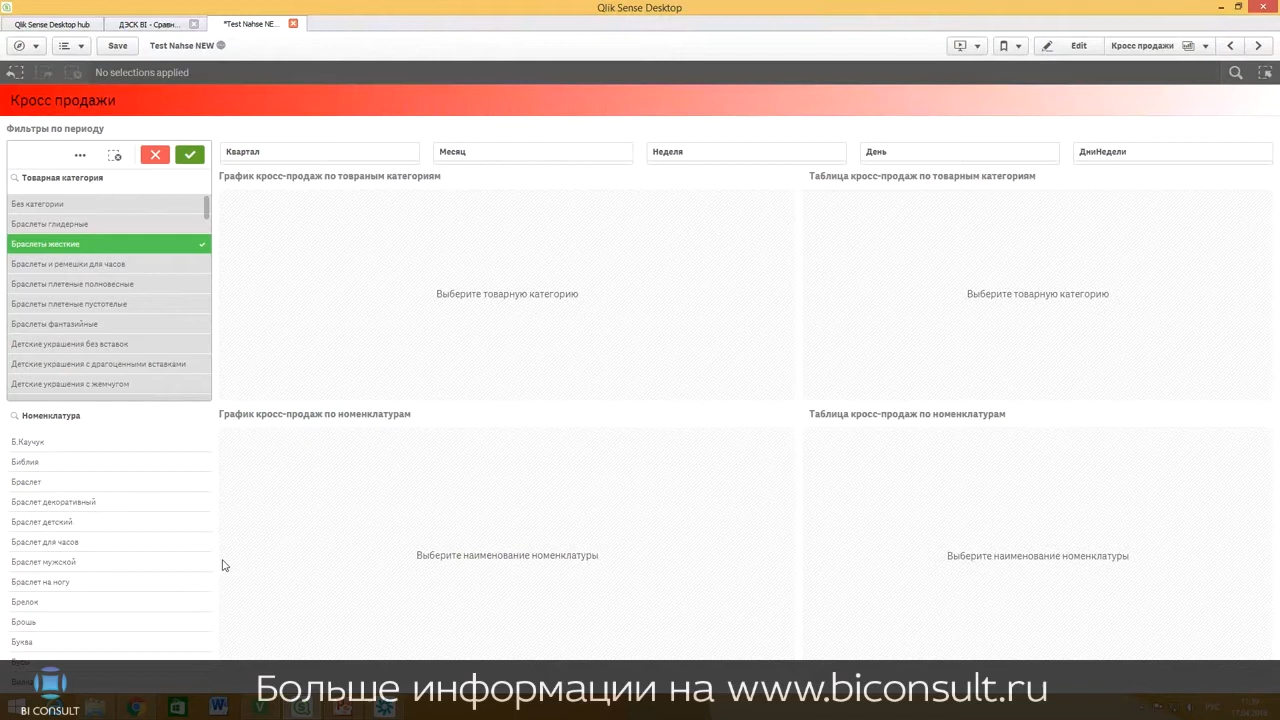 Qlik Sense Desktop
Qlik Sense Desktop hub
ДЭСК BI - Сравн...
*Test Nahse NE...
Save
Test Nahse NEW
Edit
Кросс продажи
No selections applied
Кросс продажи
Фильтры по периоду
Квартал
Месяц
Неделя
День
ДниНедели
Товарная категория
Без категории
Браслеты глидерные
Браслеты жесткие
Браслеты и ремешки для часов
Браслеты плетеные полновесные
Браслеты плетеные пустотелые
Браслеты фантазийные
Детские украшения без вставок
Детские украшения с драгоценными вставками
Детские украшения с жемчугом
График кросс-продаж по товраным категориям
Выберите товарную категорию
Таблица кросс-продаж по товарным категориям
Выберите товарную категорию
Номенклатура
Б.Каучук
Библия
Браслет
Браслет декоративный
Браслет детский
Браслет для часов
Браслет мужской
Браслет на ногу
Брелок
Брошь
Буква
График кросс-продаж по номенклатурам
Выберите наименование номенклатуры
Таблица кросс-продаж по номенклатурам
Выберите наименование номенклатуры
Больше информации на www.biconsult.ru
BI CONSULT
РУС